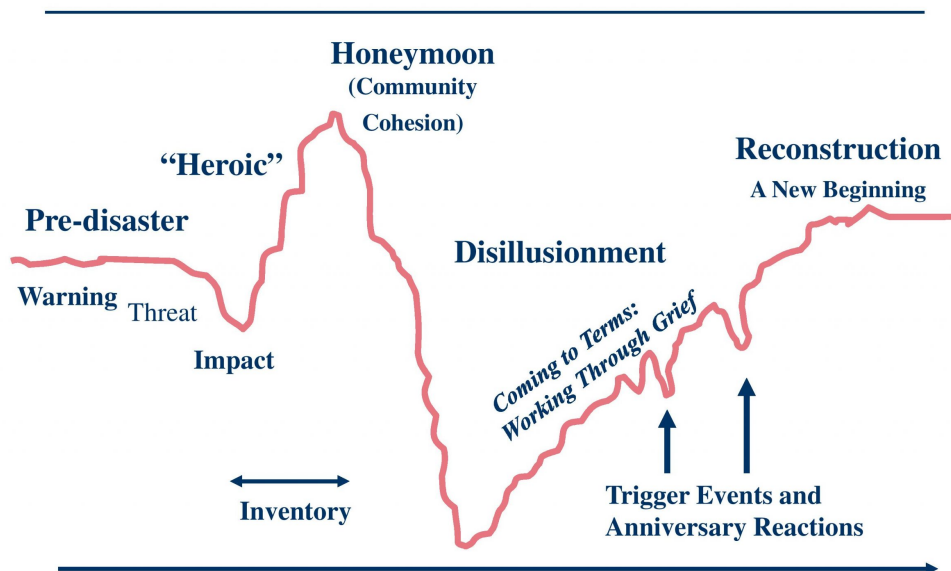 Honeymoon
(Community
Cohesion)
“Heroic”
Reconstruction
A New Beginning
Pre-disaster
Disillusionment
Warning
Threat
Impact
Coming to Terms:
Working Through Grief
Inventory
Trigger Events and
Anniversary Reactions